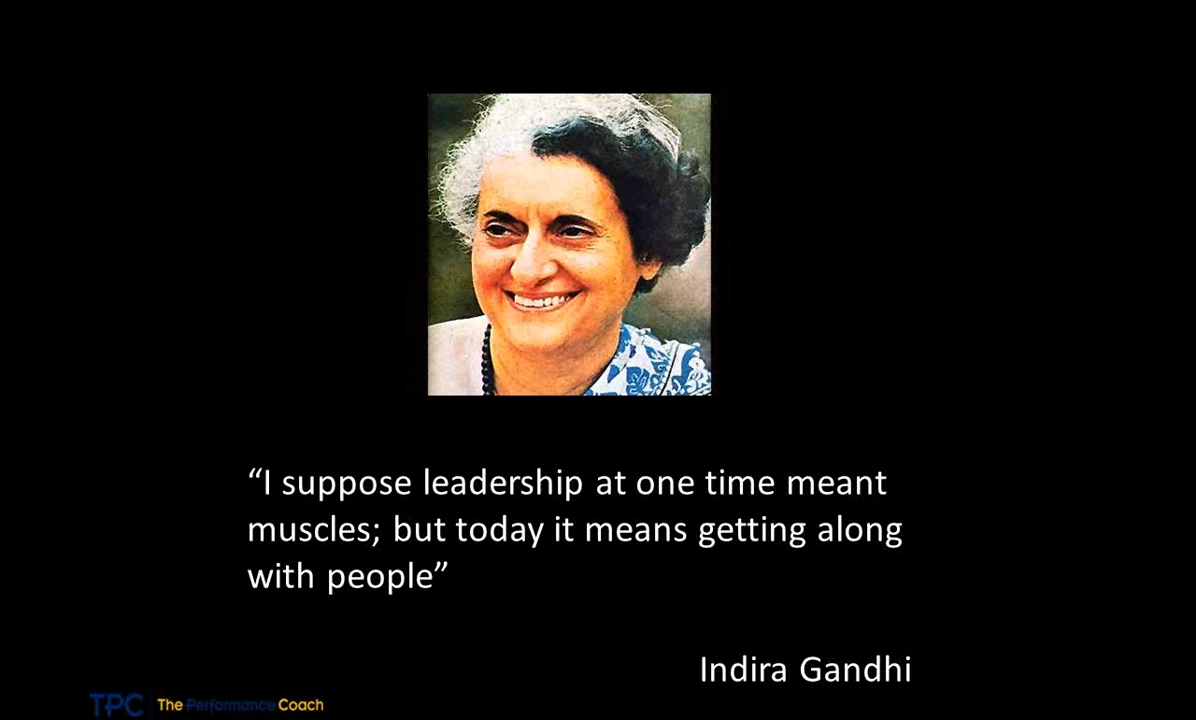 “I suppose leadership at one time meant
muscles; but today it means getting along
with people”
Indira Gandhi
TPC The Performance Coach